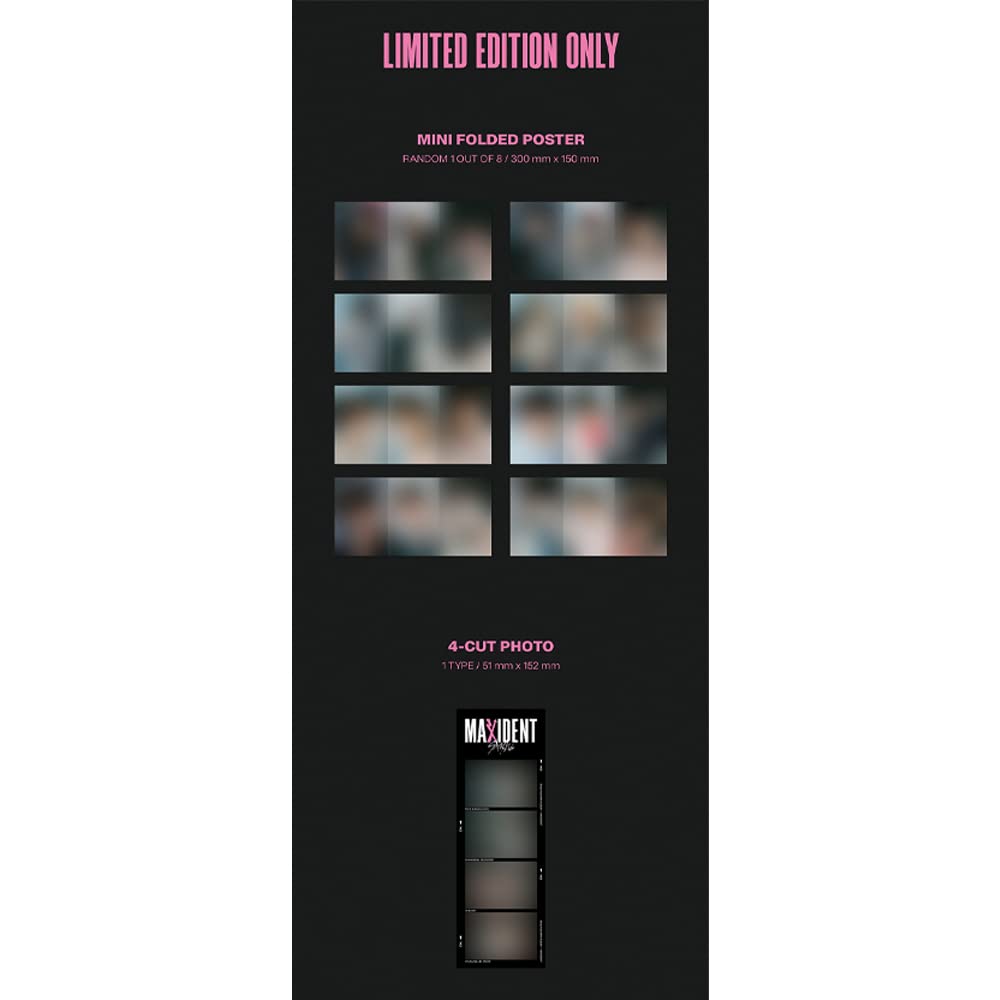 LIMITED EDITION ONLY
MINI FOLDED POSTER
RANDOM 1 OUT OF 8 / 300 mm x 150 mm
4-CUT PHOTO
1 TYPE / 51 mm x 152 mm
MAXIDENT